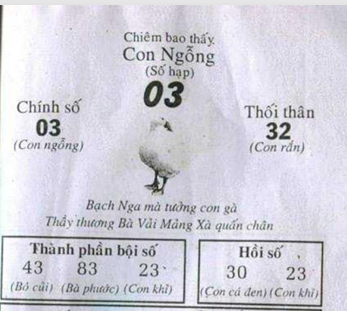 Chiêm bao thấy
Con Ngỗng
(Số hạp)
03
Chính số
03
(Con ngỗng)
Thối thân
32
(Con rắn)
Bạch Nga mà tưởng con gà
Thầy thương Bà Vải Mảng Xà quấn chân
Thành phần bội số
43 83 23
(Bó củi) (Bà phước) (Con khỉ)
Hồi số
30 23
(Con cá đen) (Con khỉ)